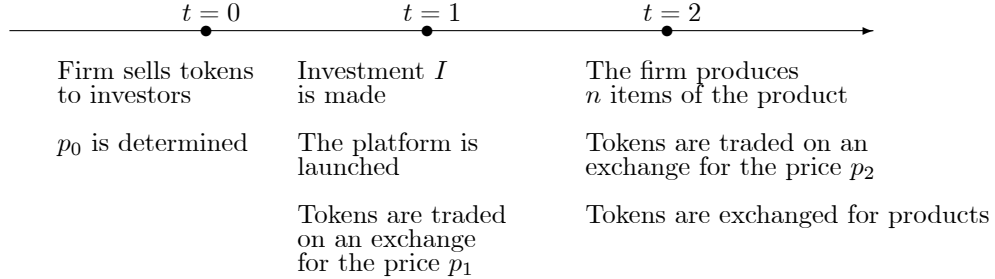 t = 0
t = 1
t = 2
Firm sells tokens
to investors
p₀ is determined
Investment I
is made
The platform is
launched
Tokens are traded
on an exchange
for the price p₁
The firm produces
n items of the product
Tokens are traded on an
exchange for the price p₂
Tokens are exchanged for products